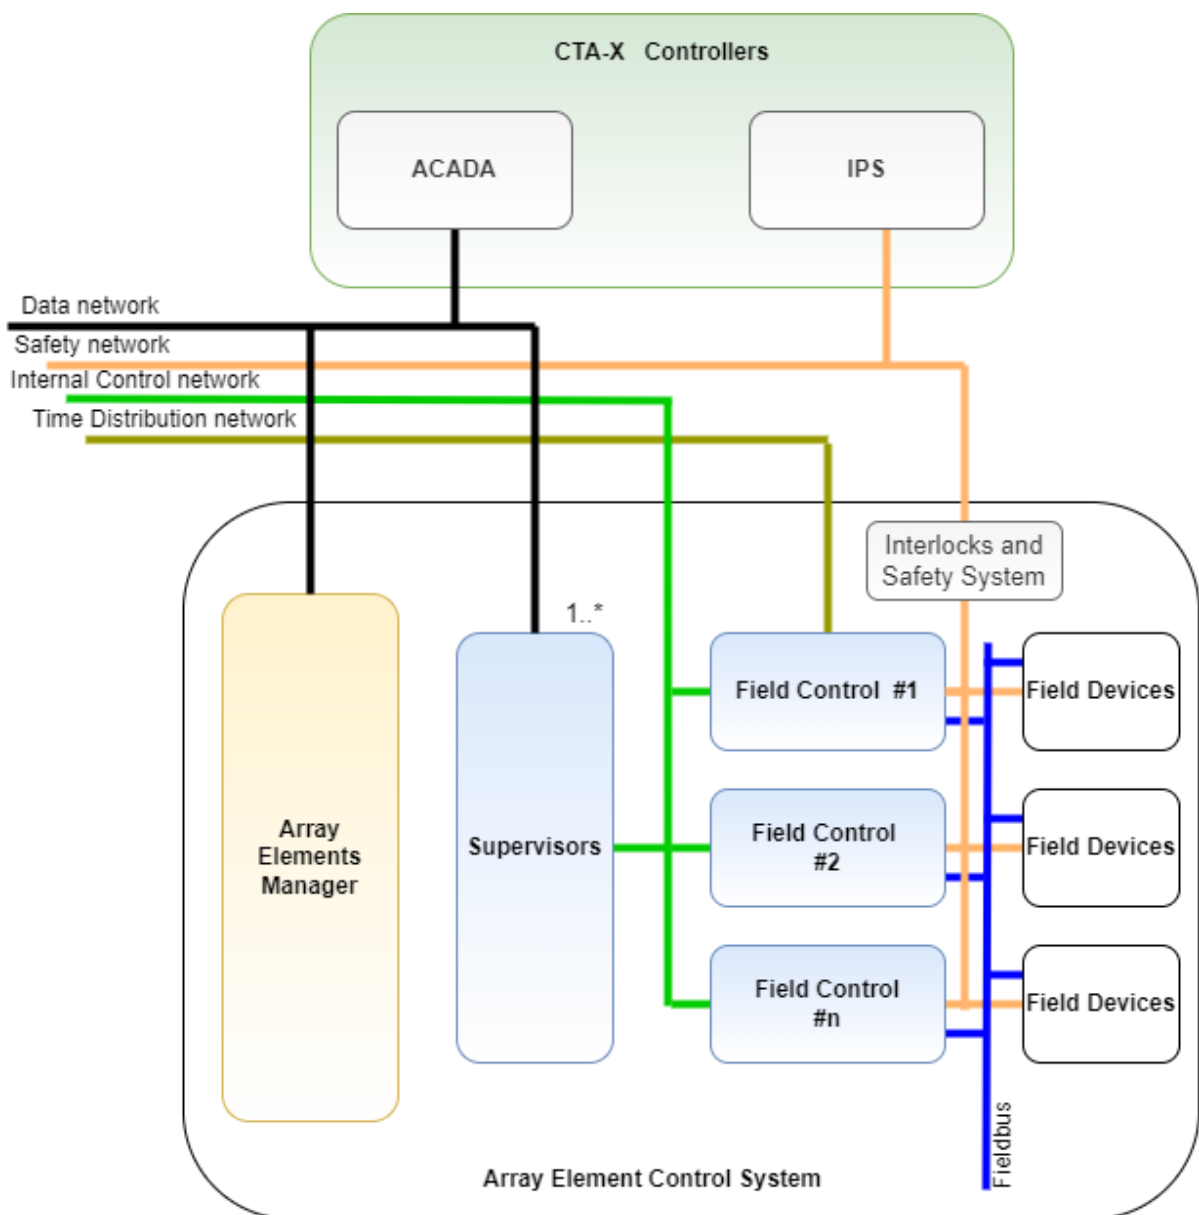 CTA-X Controllers
ACADA
IPS
Data network
Safety network
Internal Control network
Time Distribution network
Interlocks and
Safety System
1..*
Field Control #1
Field Devices
Array
Elements
Manager
Supervisors
Field Control
#2
Field Devices
Field Control
#n
Field Devices
Fieldbus
Array Element Control System